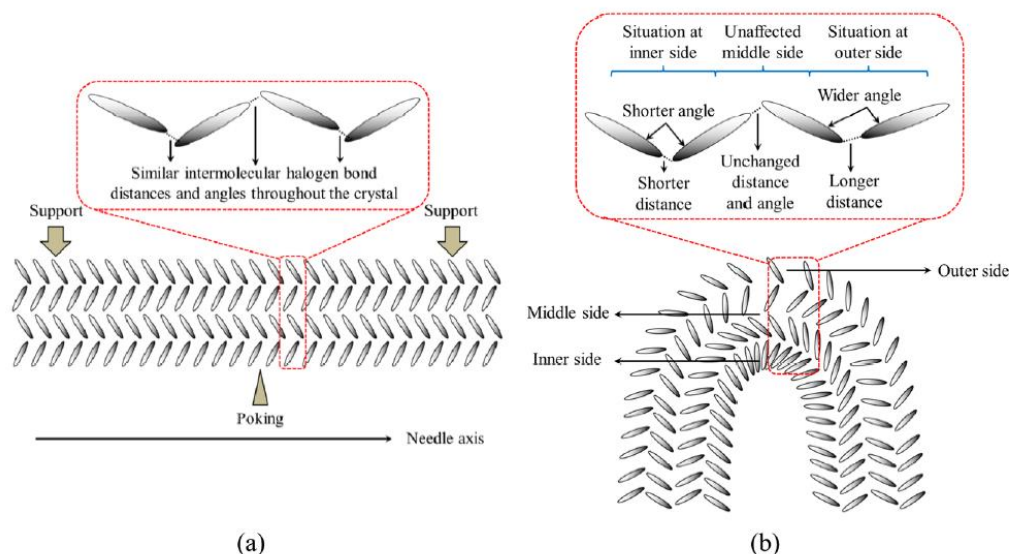 Similar intermolecular halogen bond
distances and angles throughout the crystal
Support
Support
Poking
Needle axis
(a)
Situation at
inner side
Unaffected
middle side
Situation at
outer side
Shorter angle
Wider angle
Shorter
distance
Unchanged
distance
and angle
Longer
distance
Outer side
Middle side
Inner side
(b)